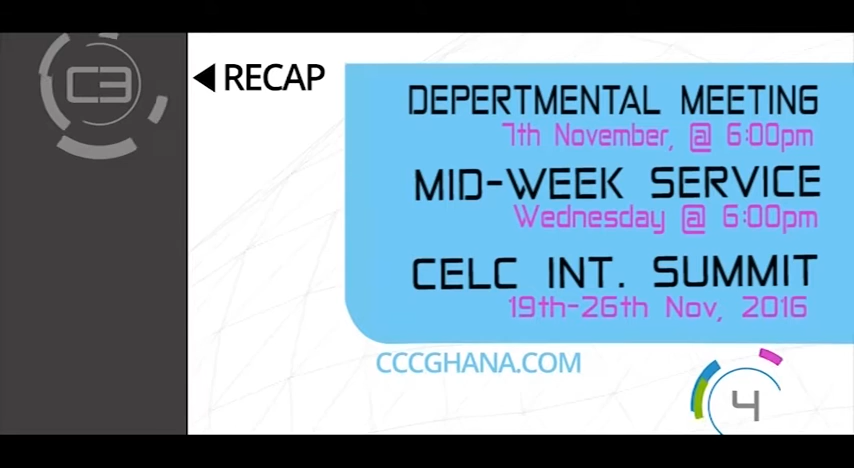 C3
RECAP
DEPERTMENTAL MEETING
7th November, @ 6:00pm
MID-WEEK SERVICE
Wednesday @ 6:00pm
CELC INT. SUMMIT
19th-26th Nov, 2016
CCCGHANA.COM
4